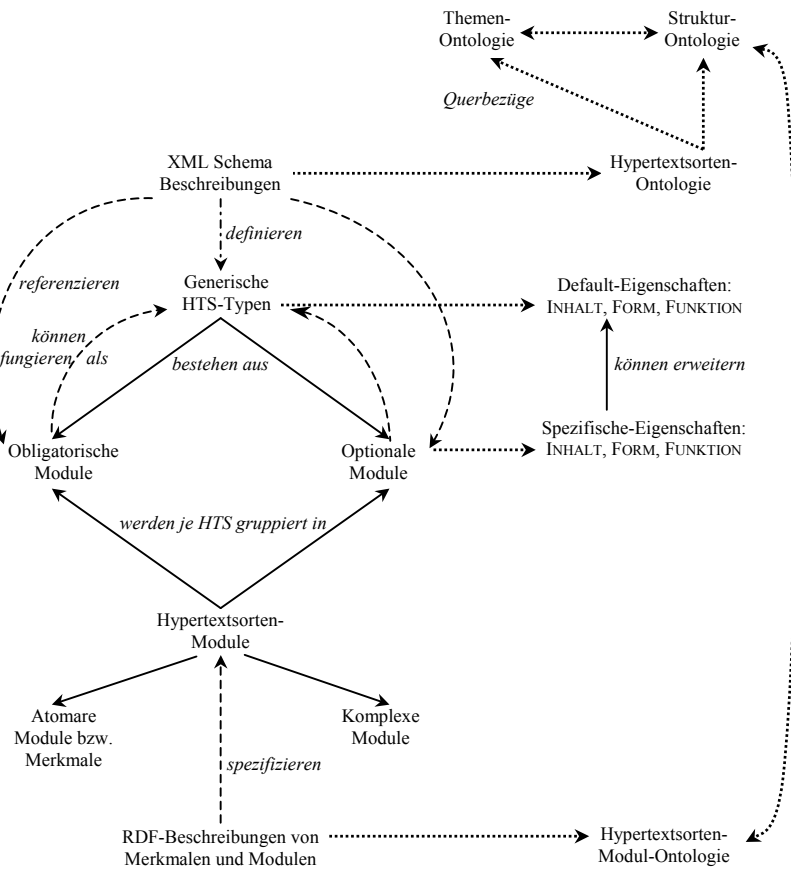 Themen-
Ontologie
Struktur-
Ontologie
Querbezüge
XML Schema
Beschreibungen
Hypertextsorten-
Ontologie
definieren
referenzieren
Generische
HTS-Typen
Default-Eigenschaften:
INHALT, FORM, FUNKTION
können
fungieren als
bestehen aus
können erweitern
Obligatorische
Module
Optionale
Module
Spezifische-Eigenschaften:
INHALT, FORM, FUNKTION
werden je HTS gruppiert in
Hypertextsorten-
Module
Atomare
Module bzw.
Merkmale
Komplexe
Module
spezifizieren
RDF-Beschreibungen von
Merkmalen und Modulen
Hypertextsorten-
Modul-Ontologie